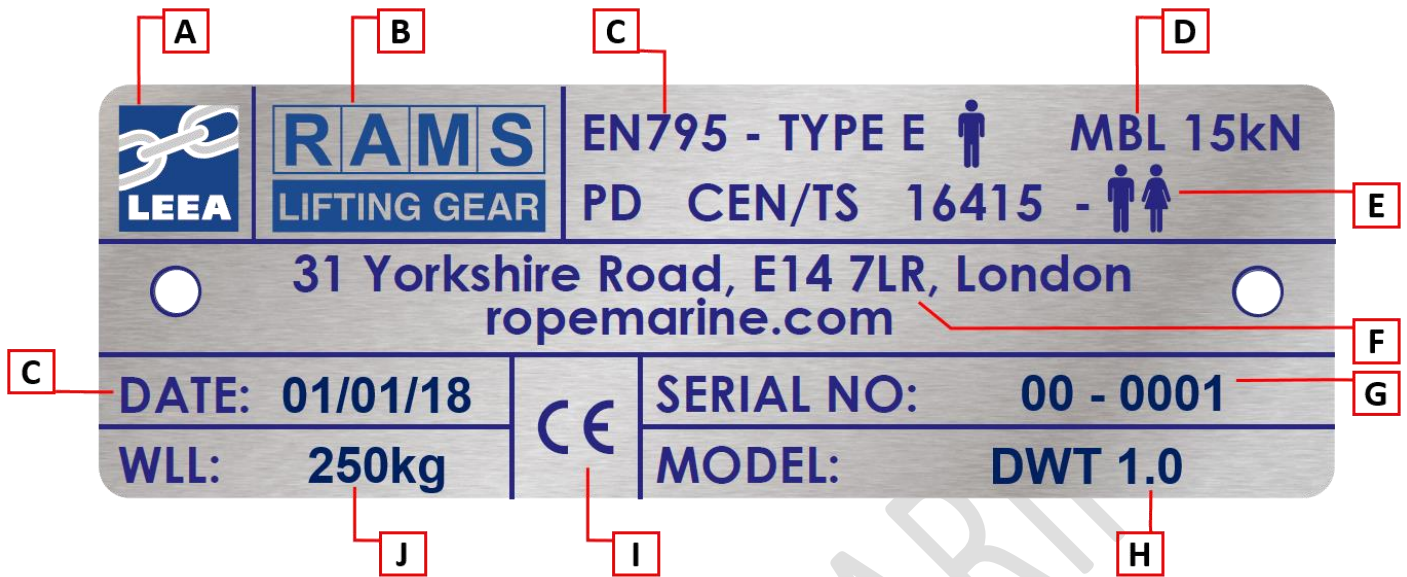 A B C D
LEEA
RAMS
LIFTING GEAR
EN795 - TYPE E MBL 15kN
PD CEN/TS 16415 -
E
31 Yorkshire Road, E14 7LR, London
ropemarine.com
F
C
DATE: 01/01/18
CE
SERIAL NO: 00 - 0001
G
WLL: 250kg
MODEL: DWT 1.0
J I H